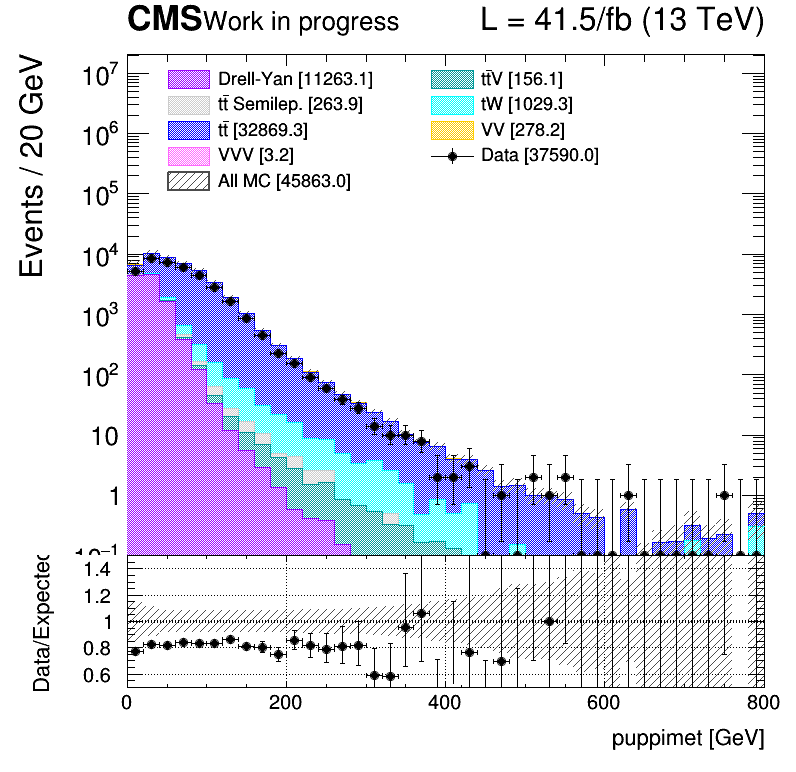 CMS Work in progress L = 41.5/fb (13 TeV)
Events / 20 GeV
Drell-Yan [11263.1]
tt̄V [156.1]
tt̄ Semilep. [263.9]
tW [1029.3]
tt̄ [32869.3]
VV [278.2]
VVV [3.2]
Data [37590.0]
All MC [45863.0]
10⁷
10⁶
10⁵
10⁴
10³
10²
10
1
10⁻¹
Data/Expected
1.4
1.2
1
0.8
0.6
0 200 400 600 800
puppimet [GeV]